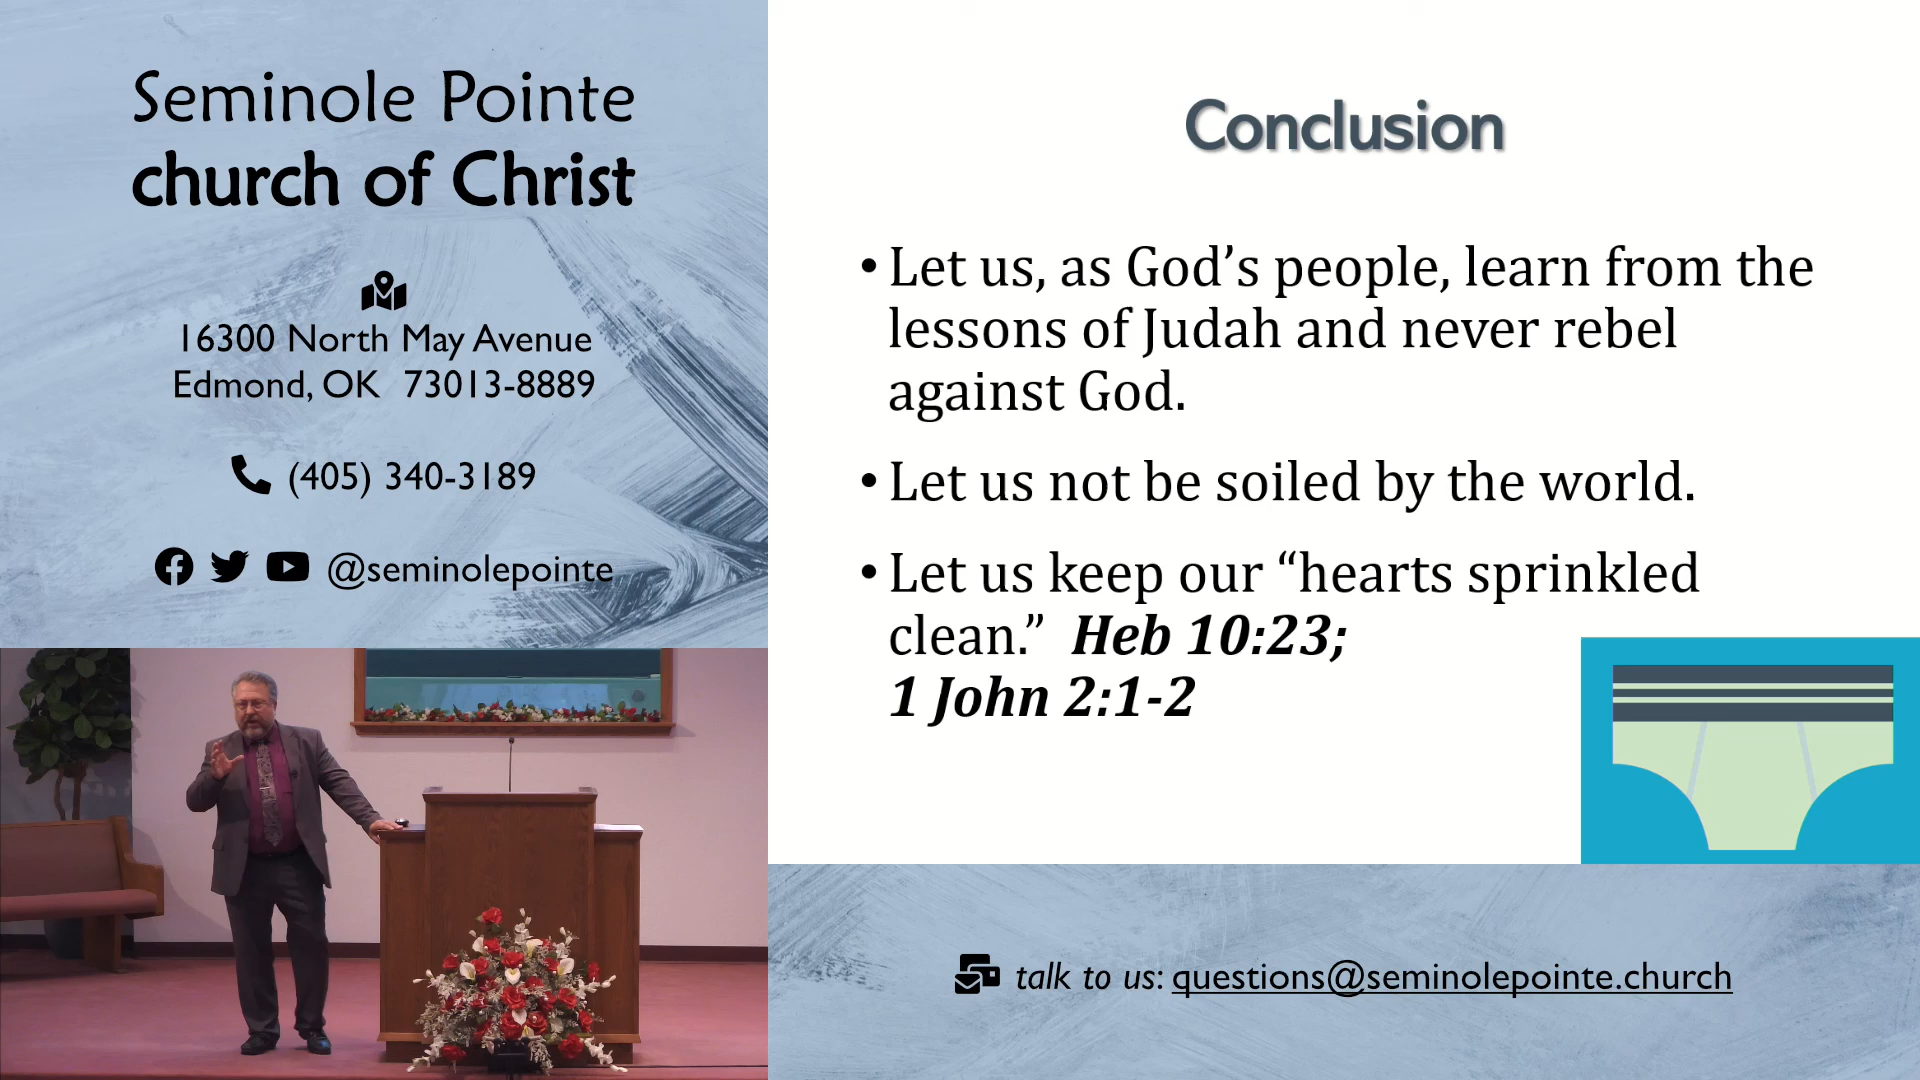 Seminole Pointe
church of Christ
16300 North May Avenue
Edmond, OK 73013-8889
(405) 340-3189
@seminolepointe
Conclusion
• Let us, as God’s people, learn from the
lessons of Judah and never rebel
against God.
• Let us not be soiled by the world.
• Let us keep our “hearts sprinkled
clean.” Heb 10:23;
1 John 2:1-2
talk to us: questions@seminolepointe.church